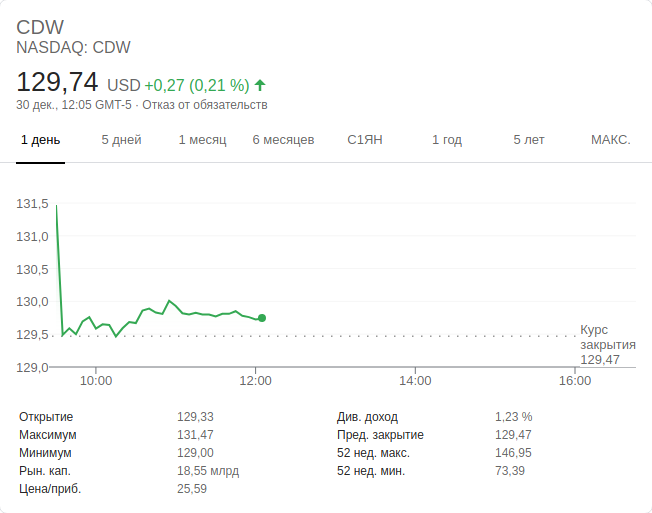 CDW
NASDAQ: CDW
129,74 USD +0,27 (0,21 %)
30 дек., 12:05 GMT-5 · Отказ от обязательств
1 день 5 дней 1 месяц 6 месяцев С1ЯН 1 год 5 лет МАКС.
131,5
131,0
130,5
130,0
129,5
129,0
Курс
закрытия
129,47
10:00 12:00 14:00 16:00
Открытие 129,33
Максимум 131,47
Минимум 129,00
Рын. кап. 18,55 млрд
Цена/приб. 25,59
Див. доход 1,23 %
Пред. закрытие 129,47
52 нед. макс. 146,95
52 нед. мин. 73,39